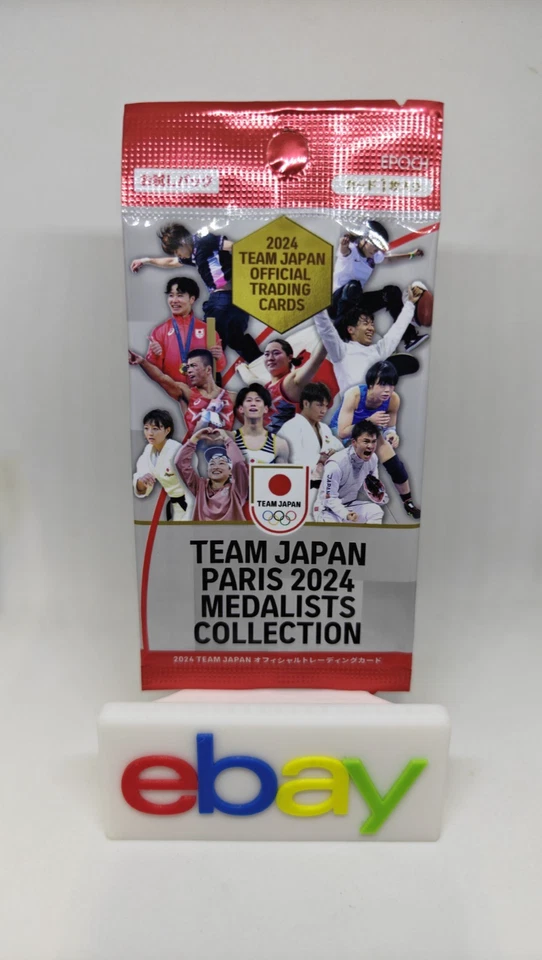 EPOCH
お試しパック
カード1枚入り
2024
TEAM JAPAN
OFFICIAL
TRADING
CARDS
TEAM JAPAN
TEAM JAPAN
PARIS 2024
MEDALISTS
COLLECTION
2024 TEAM JAPAN オフィシャルトレーディングカード
ebay